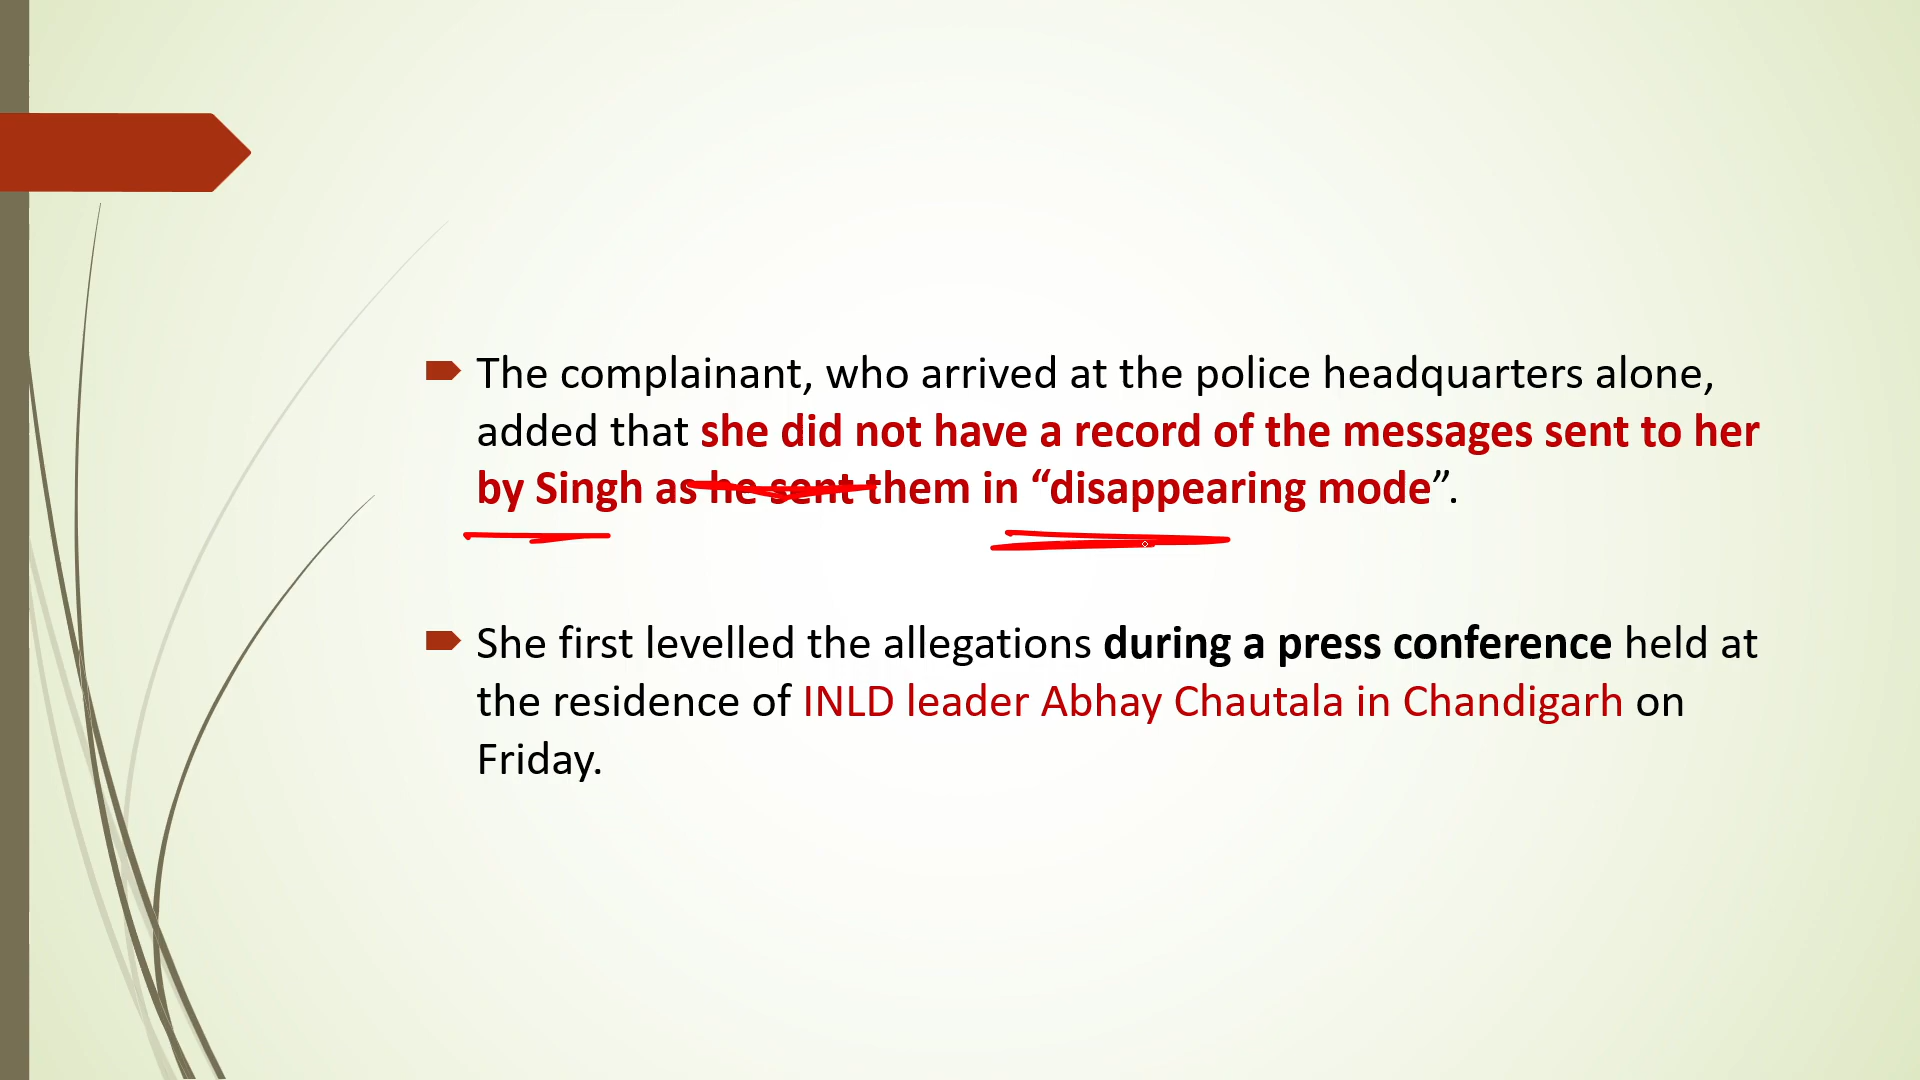 The complainant, who arrived at the police headquarters alone,
added that she did not have a record of the messages sent to her
by Singh as he sent them in “disappearing mode”.
She first levelled the allegations during a press conference held at
the residence of INLD leader Abhay Chautala in Chandigarh on
Friday.